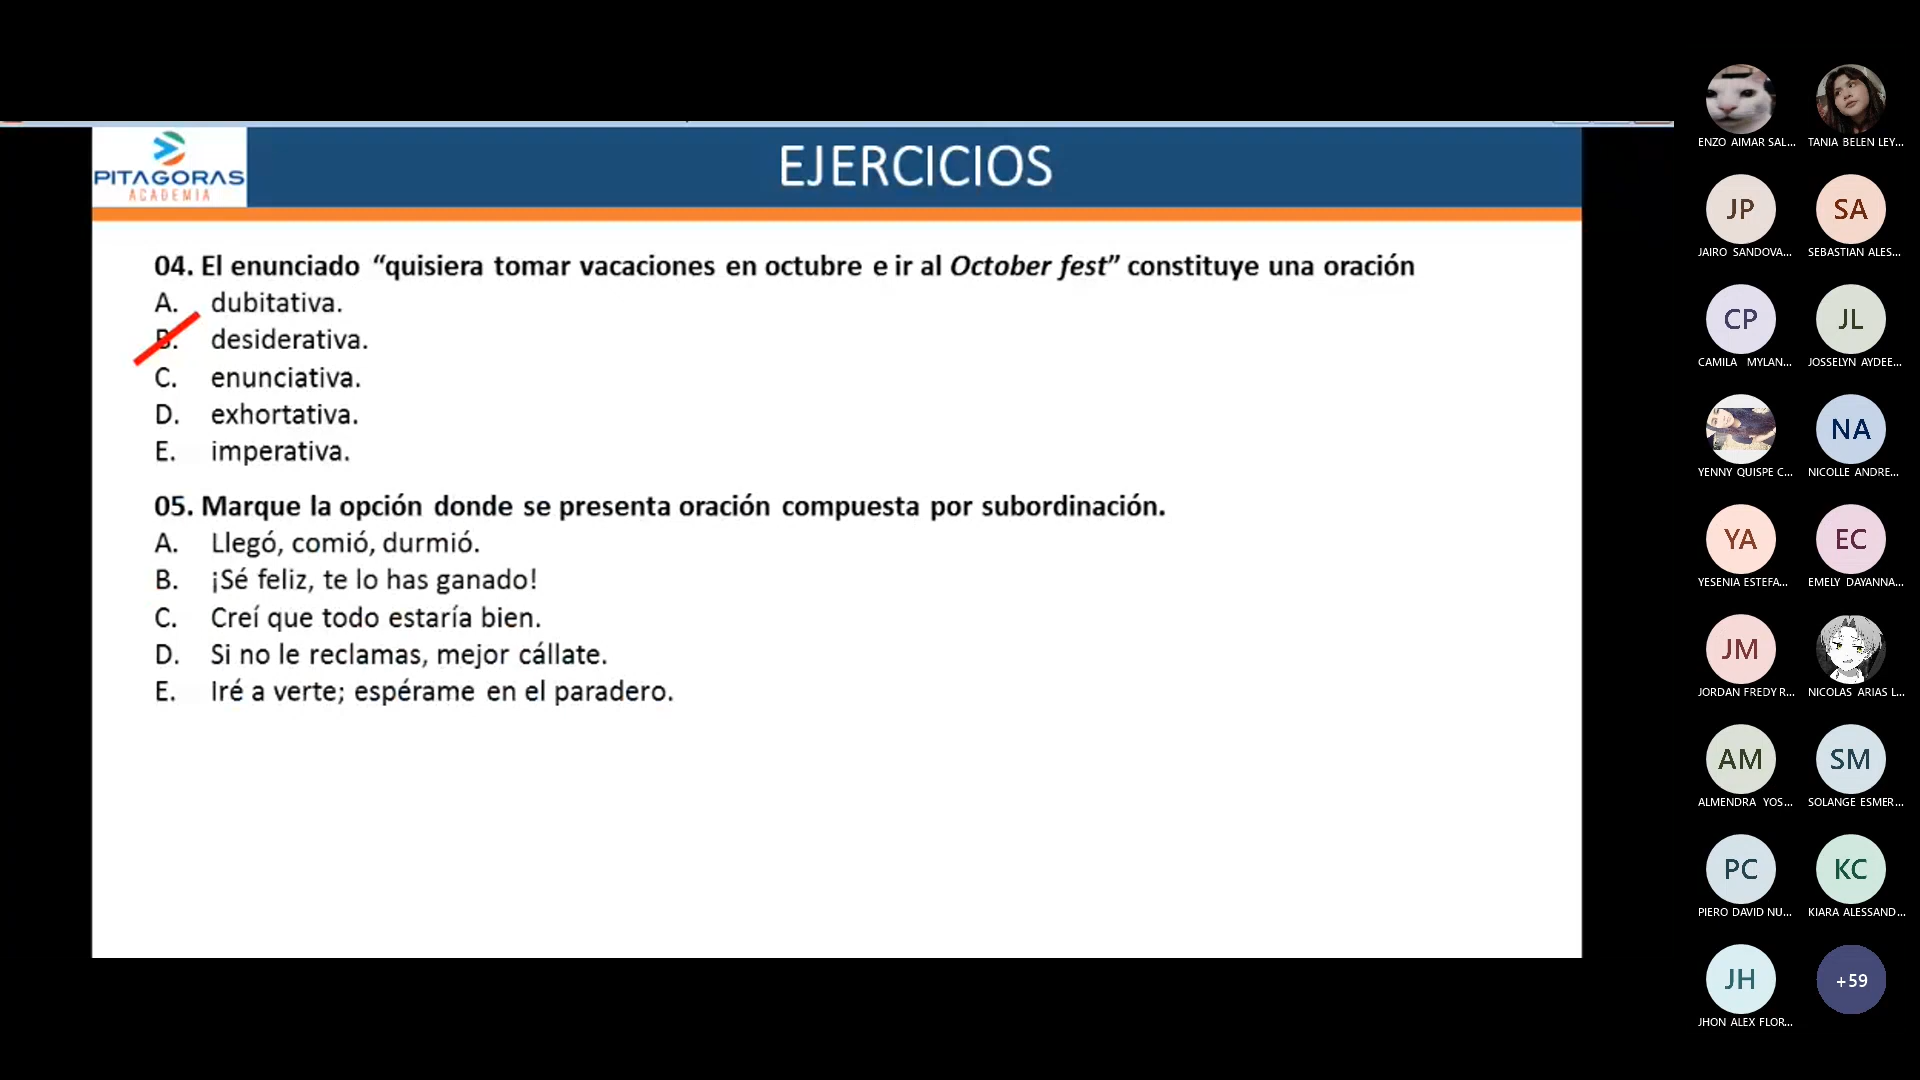 PITAGORAS
ACADEMIA
EJERCICIOS
04. El enunciado “quisiera tomar vacaciones en octubre e ir al October fest” constituye una oración
A. dubitativa.
B. desiderativa.
C. enunciativa.
D. exhortativa.
E. imperativa.
05. Marque la opción donde se presenta oración compuesta por subordinación.
A. Llegó, comió, durmió.
B. ¡Sé feliz, te lo has ganado!
C. Creí que todo estaría bien.
D. Si no le reclamas, mejor cállate.
E. Iré a verte; espérame en el paradero.
ENZO AIMAR SAL... TANIA BELEN LEY...
JP SA
JAIRO SANDOVA... SEBASTIAN ALES...
CP JL
CAMILA MYLAN... JOSSELYN AYDEE...
NA
YENNY QUISPE C... NICOLLE ANDRE...
YA EC
YESENIA ESTEFA... EMELY DAYANNA...
JM
JORDAN FREDY R... NICOLAS ARIAS L...
AM SM
ALMENDRA YOS... SOLANGE ESMER...
PC KC
PIERO DAVID NU... KIARA ALESSAND...
JH +59
JHON ALEX FLOR...